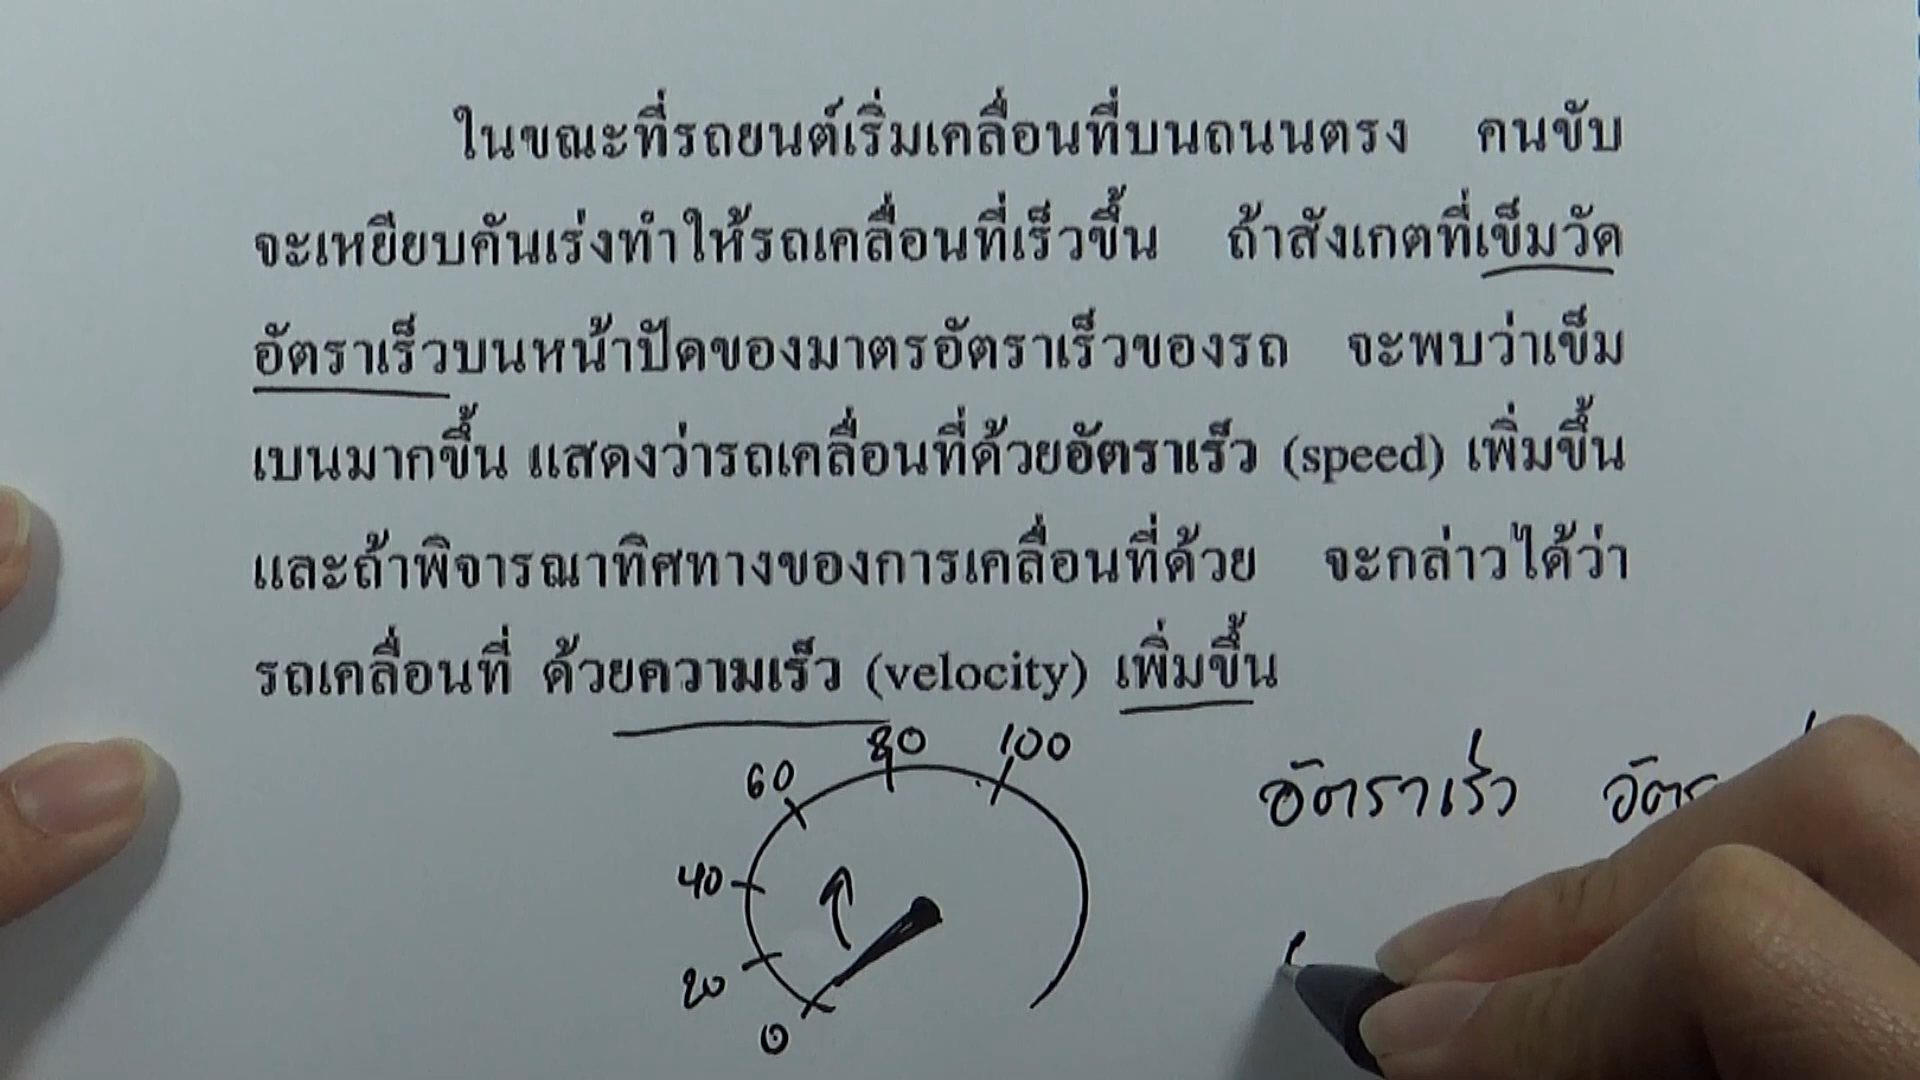 ในขณะที่รถยนต์เริ่มเคลื่อนที่บนถนนตรง คนขับ
จะเหยียบคันเร่งทำให้รถเคลื่อนที่เร็วขึ้น ถ้าสังเกตที่เข็มวัด
อัตราเร็วบนหน้าปัดของมาตรอัตราเร็วของรถ จะพบว่าเข็ม
เบนมากขึ้น แสดงว่ารถเคลื่อนที่ด้วยอัตราเร็ว (speed) เพิ่มขึ้น
และถ้าพิจารณาทิศทางของการเคลื่อนที่ด้วย จะกล่าวได้ว่า
รถเคลื่อนที่ ด้วยความเร็ว (velocity) เพิ่มขึ้น
80 100
60
อัตราเร่ว
40
20
0